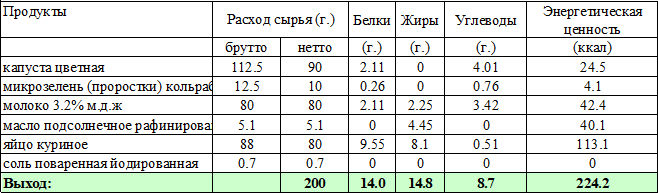 Продукты Расход сырья (г.) Белки Жиры Углеводы Энергетическая ценность
брутто нетто (г.) (г.) (г.) (ккал)
капуста цветная 112.5 90 2.11 0 4.01 24.5
микрозелень (проростки) кольраб 12.5 10 0.26 0 0.76 4.1
молоко 3.2% м.д.ж 80 80 2.11 2.25 3.42 42.4
масло подсолнечное рафинирова 5.1 5.1 0 4.45 0 40.1
яйцо куриное 88 80 9.55 8.1 0.51 113.1
соль поваренная йодированная 0.7 0.7 0 0 0 0
Выход: 200 14.0 14.8 8.7 224.2